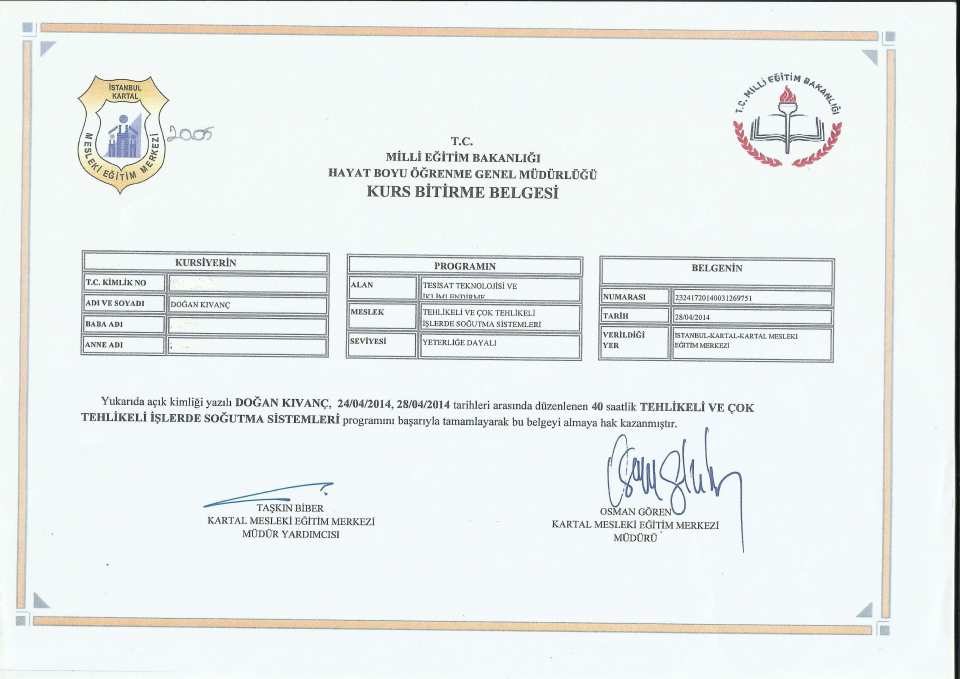 İSTANBUL
KARTAL
MESLEKİ EĞİTİM MERKEZİ
2005
T.C. MİLLİ EĞİTİM BAKANLIĞI
T.C.
MİLLİ EĞİTİM BAKANLIĞI
HAYAT BOYU ÖĞRENME GENEL MÜDÜRLÜĞÜ
KURS BİTİRME BELGESİ
KURSİYERİN
T.C. KİMLİK NO
ADI VE SOYADI DOĞAN KIVANÇ
BABA ADI
ANNE ADI
PROGRAMIN
ALAN TESİSAT TEKNOLOJİSİ VE
İKLİMLENDİRME
MESLEK TEHLİKELİ VE ÇOK TEHLİKELİ
İŞLERDE SOĞUTMA SİSTEMLERİ
SEVİYESİ YETERLİĞE DAYALI
BELGENİN
NUMARASI 23241720140031269751
TARİH 28/04/2014
VERİLDİĞİ İSTANBUL-KARTAL-KARTAL MESLEKİ
YER EĞİTİM MERKEZİ
Yukarıda açık kimliği yazılı DOĞAN KIVANÇ, 24/04/2014, 28/04/2014 tarihleri arasında düzenlenen 40 saatlik TEHLİKELİ VE ÇOK
TEHLİKELİ İŞLERDE SOĞUTMA SİSTEMLERİ programını başarıyla tamamlayarak bu belgeyi almaya hak kazanmıştır.
TAŞKIN BİBER
KARTAL MESLEKİ EĞİTİM MERKEZİ
MÜDÜR YARDIMCISI
OSMAN GÖREN
KARTAL MESLEKİ EĞİTİM MERKEZİ
MÜDÜRÜ